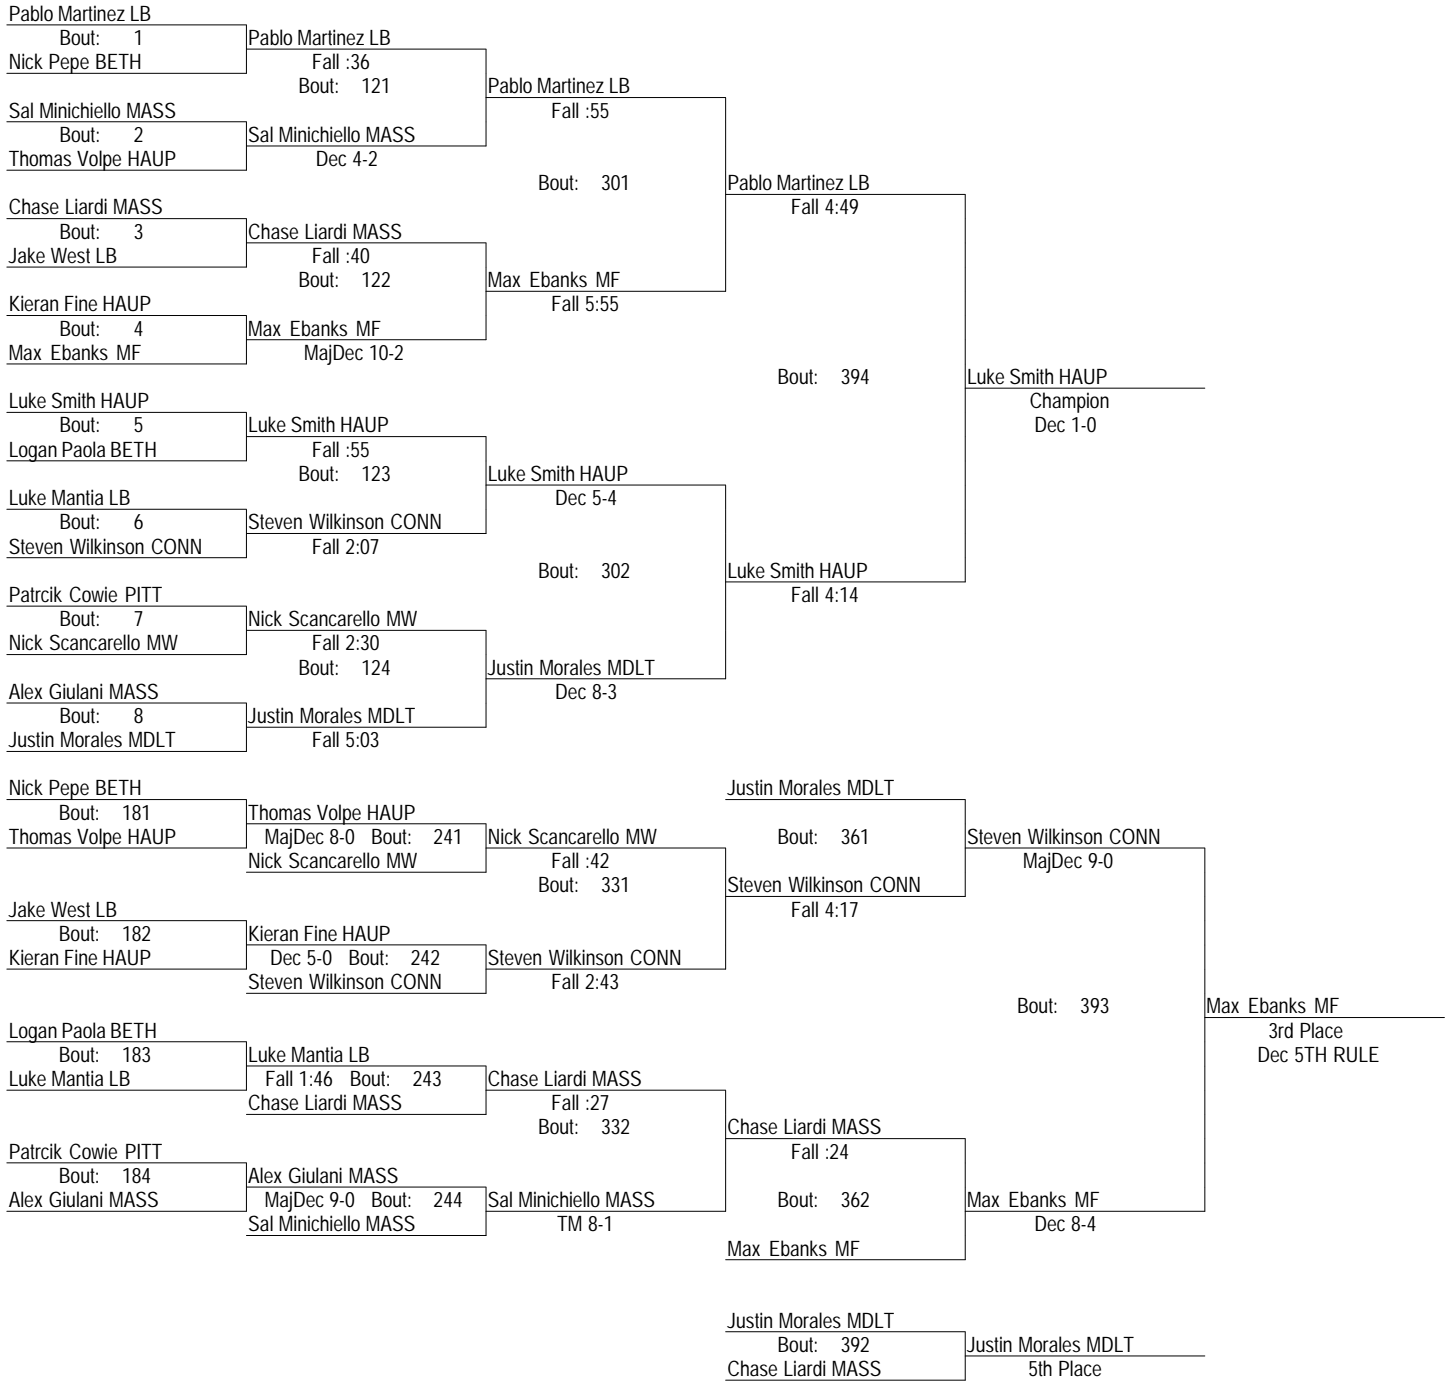 Pablo Martinez LB
Bout: 1 Pablo Martinez LB
Nick Pepe BETH Fall :36
Bout: 121 Pablo Martinez LB
Sal Minichiello MASS Fall :55
Bout: 2 Sal Minichiello MASS
Thomas Volpe HAUP Dec 4-2
Bout: 301 Pablo Martinez LB
Chase Liardi MASS Fall 4:49
Bout: 3 Chase Liardi MASS
Jake West LB Fall :40
Bout: 122 Max Ebanks MF
Kieran Fine HAUP Fall 5:55
Bout: 4 Max Ebanks MF
Max Ebanks MF MajDec 10-2
Bout: 394 Luke Smith HAUP
Luke Smith HAUP Champion
Bout: 5 Luke Smith HAUP Dec 1-0
Logan Paola BETH Fall :55
Bout: 123 Luke Smith HAUP
Luke Mantia LB Dec 5-4
Bout: 6 Steven Wilkinson CONN
Steven Wilkinson CONN Fall 2:07
Bout: 302 Luke Smith HAUP
Patrcik Cowie PITT Fall 4:14
Bout: 7 Nick Scancarello MW
Nick Scancarello MW Fall 2:30
Bout: 124 Justin Morales MDLT
Alex Giulani MASS Dec 8-3
Bout: 8 Justin Morales MDLT
Justin Morales MDLT Fall 5:03
Nick Pepe BETH Justin Morales MDLT
Bout: 181 Thomas Volpe HAUP
Thomas Volpe HAUP MajDec 8-0 Bout: 241 Nick Scancarello MW Bout: 361 Steven Wilkinson CONN
Nick Scancarello MW Fall :42 MajDec 9-0
Bout: 331 Steven Wilkinson CONN
Jake West LB Fall 4:17
Bout: 182 Kieran Fine HAUP
Kieran Fine HAUP Dec 5-0 Bout: 242 Steven Wilkinson CONN
Steven Wilkinson CONN Fall 2:43
Bout: 393 Max Ebanks MF
Logan Paola BETH 3rd Place
Bout: 183 Luke Mantia LB Dec 5TH RULE
Luke Mantia LB Fall 1:46 Bout: 243 Chase Liardi MASS
Chase Liardi MASS Fall :27
Bout: 332 Chase Liardi MASS
Patrcik Cowie PITT Fall :24
Bout: 184 Alex Giulani MASS
Alex Giulani MASS MajDec 9-0 Bout: 244 Sal Minichiello MASS Bout: 362 Max Ebanks MF
Sal Minichiello MASS TM 8-1 Dec 8-4
Max Ebanks MF
Justin Morales MDLT
Bout: 392 Justin Morales MDLT
Chase Liardi MASS 5th Place